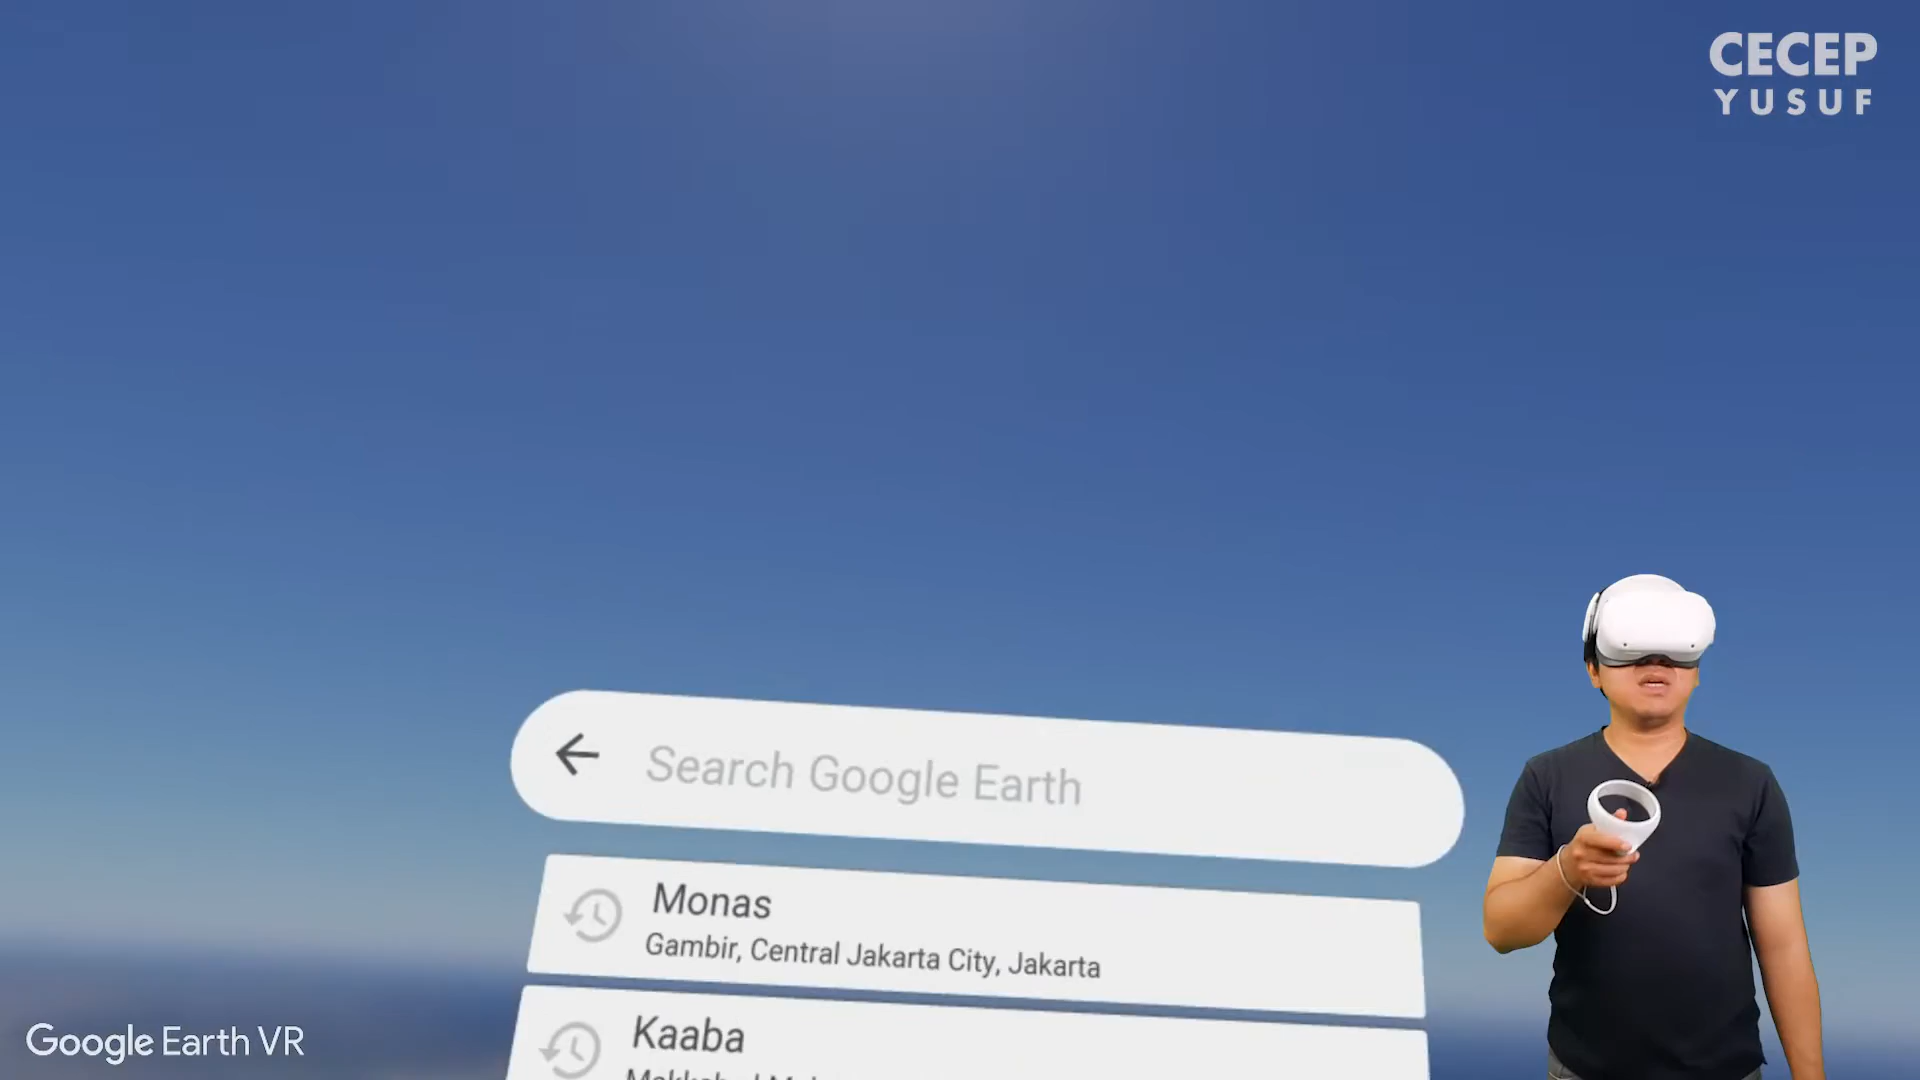 CECEP
YUSUF
Search Google Earth
Monas
Gambir, Central Jakarta City, Jakarta
Kaaba
Google Earth VR